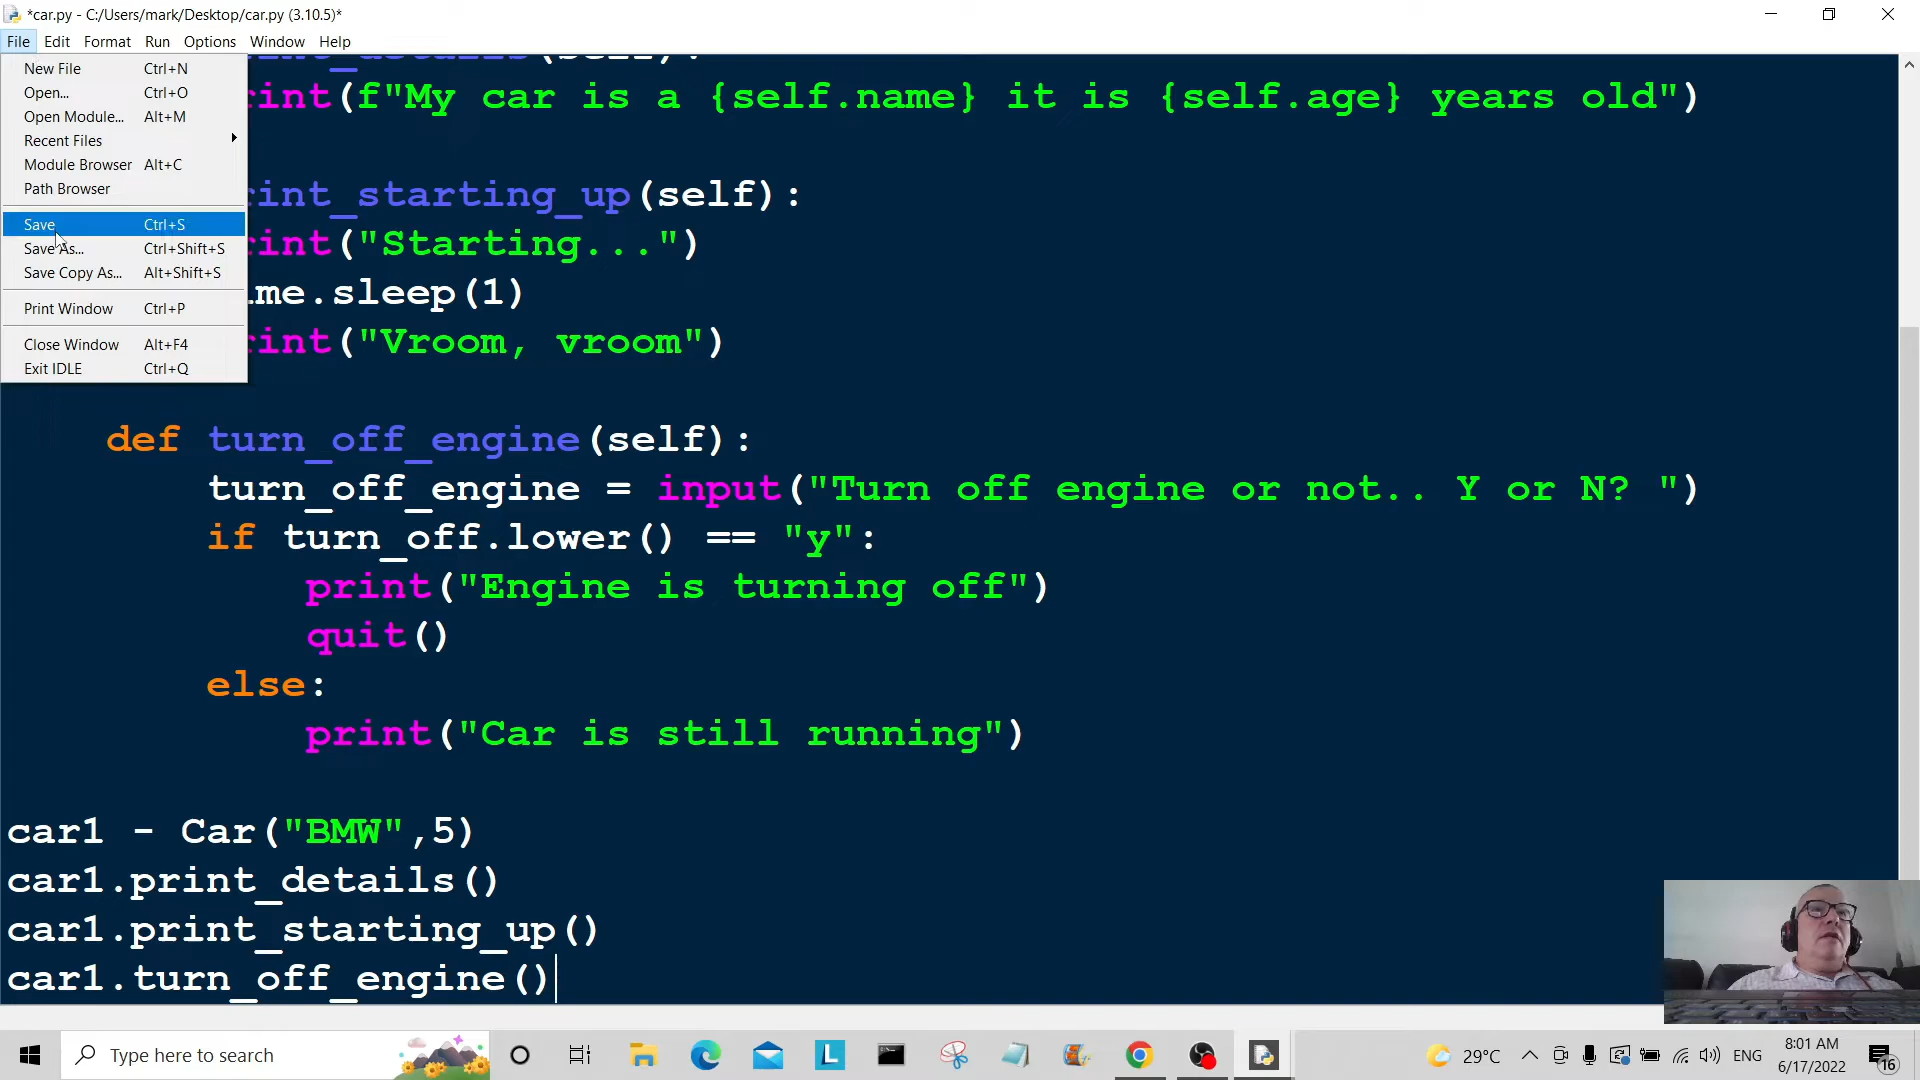 *car.py - C:/Users/mark/Desktop/car.py (3.10.5)*
File Edit Format Run Options Window Help
New File Ctrl+N
Open... Ctrl+O
Open Module... Alt+M
Recent Files
Module Browser Alt+C
Path Browser
Save Ctrl+S
Save As... Ctrl+Shift+S
Save Copy As... Alt+Shift+S
Print Window Ctrl+P
Close Window Alt+F4
Exit IDLE Ctrl+Q
int(f"My car is a {self.name} it is {self.age} years old")
int_starting_up(self):
int("Starting...")
me.sleep(1)
int("Vroom, vroom")
def turn_off_engine(self):
turn_off_engine = input("Turn off engine or not.. Y or N? ")
if turn_off.lower() == "y":
print("Engine is turning off")
quit()
else:
print("Car is still running")
car1 - Car("BMW",5)
car1.print_details()
car1.print_starting_up()
car1.turn_off_engine()
Type here to search
L
29°C
ENG
8:01 AM
6/17/2022
16